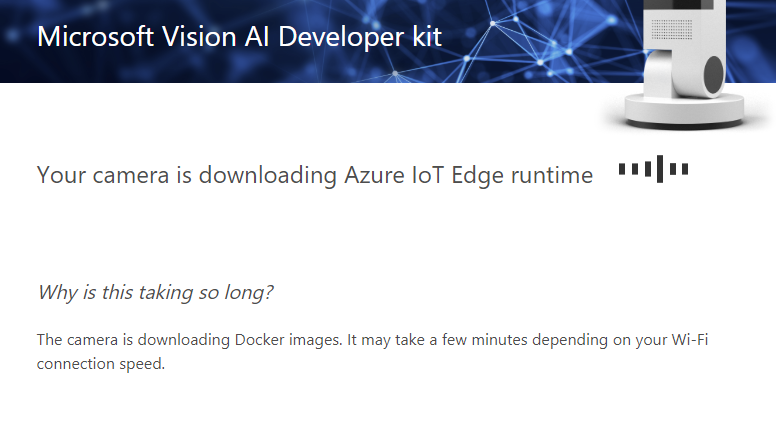 Microsoft Vision AI Developer kit
Your camera is downloading Azure IoT Edge runtime
Why is this taking so long?
The camera is downloading Docker images. It may take a few minutes depending on your Wi-Fi
connection speed.